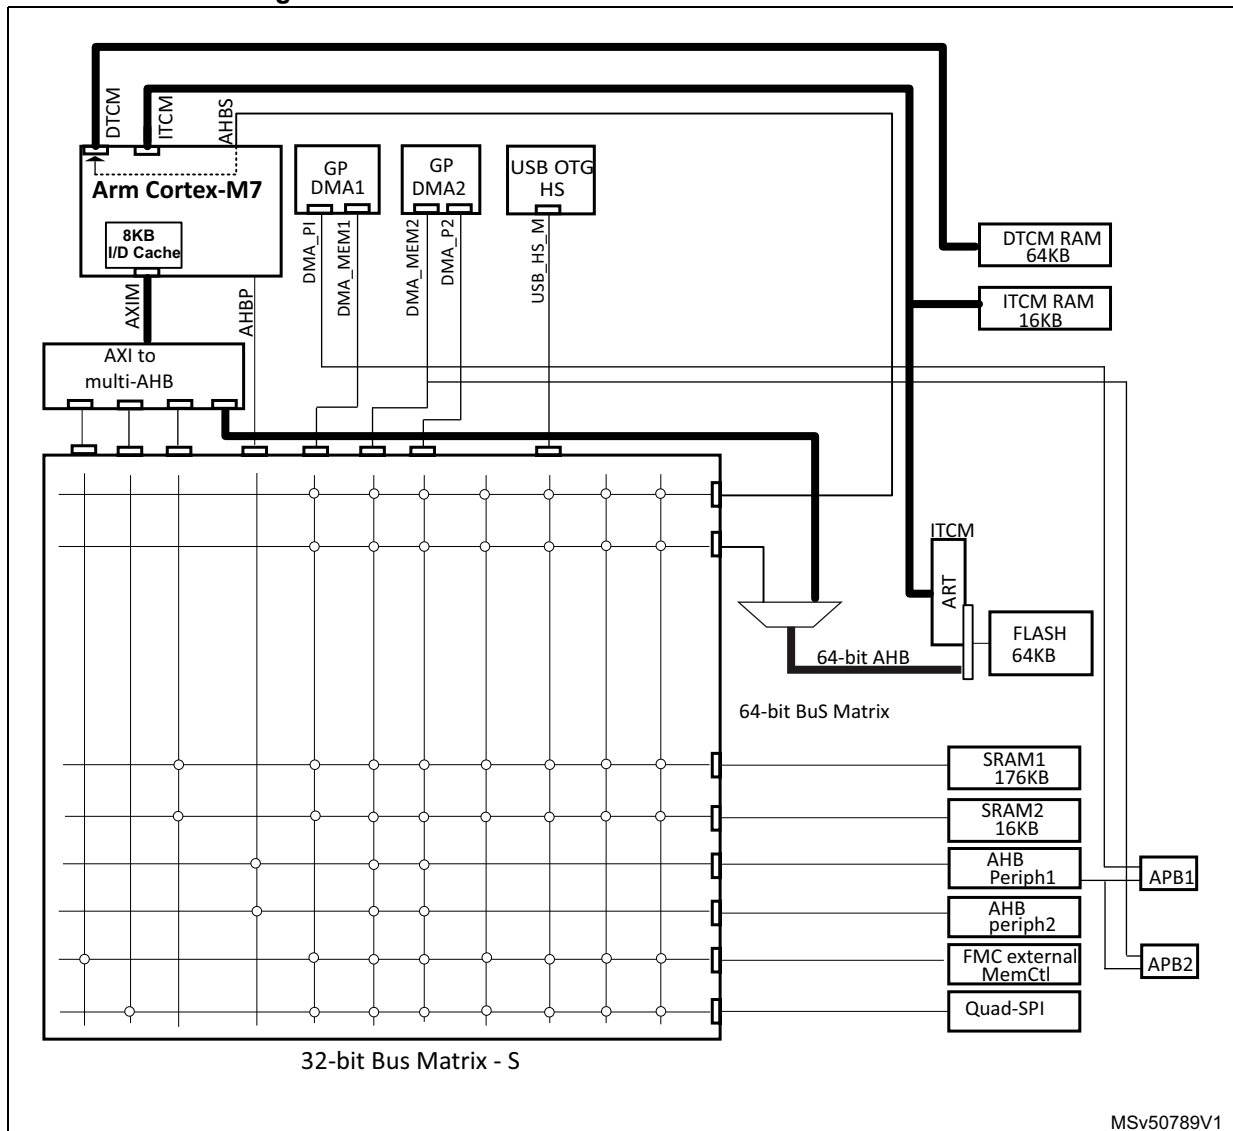 DTCM
ITCM
AHBS
Arm Cortex-M7
8KB
I/D Cache
GP
DMA1
GP
DMA2
USB OTG
HS
DTCM RAM
64KB
ITCM RAM
16KB
AXIM
AHBP
DMA_PI
DMA_MEM1
DMA_MEM2
DMA_P2
USB_HS_M
AXI to
multi-AHB
ITCM
ART
FLASH
64KB
64-bit AHB
64-bit BuS Matrix
SRAM1
176KB
SRAM2
16KB
AHB
Periph1
APB1
AHB
periph2
FMC external
MemCtl
APB2
Quad-SPI
32-bit Bus Matrix - S
MSv50789V1